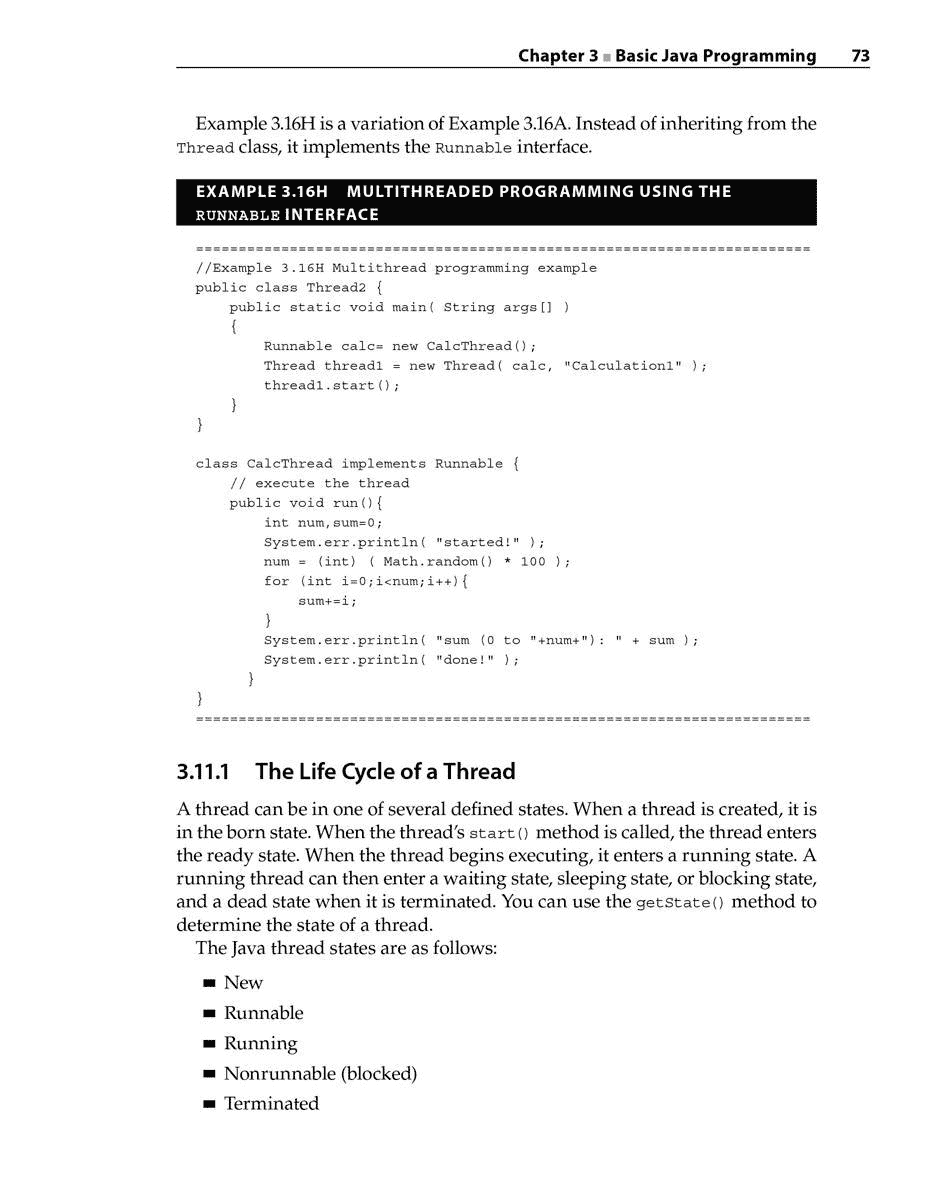 Chapter 3 ■ Basic Java Programming 73
Example 3.16H is a variation of Example 3.16A. Instead of inheriting from the
Thread class, it implements the Runnable interface.
EXAMPLE 3.16H MULTITHREADED PROGRAMMING USING THE
RUNNABLE INTERFACE
========================================================================
//Example 3.16H Multithread programming example
public class Thread2 {
    public static void main( String args[] )
    {
        Runnable calc= new CalcThread();
        Thread thread1 = new Thread( calc, "Calculation1" );
        thread1.start();
    }
}
class CalcThread implements Runnable {
    // execute the thread
    public void run(){
        int num,sum=0;
        System.err.println( "started!" );
        num = (int) ( Math.random() * 100 );
        for (int i=0;i<num;i++){
            sum+=i;
        }
        System.err.println( "sum (0 to "+num+"): " + sum );
        System.err.println( "done!" );
      }
}
========================================================================
3.11.1 The Life Cycle of a Thread
A thread can be in one of several defined states. When a thread is created, it is
in the born state. When the thread's start() method is called, the thread enters
the ready state. When the thread begins executing, it enters a running state. A
running thread can then enter a waiting state, sleeping state, or blocking state,
and a dead state when it is terminated. You can use the getState() method to
determine the state of a thread.
The Java thread states are as follows:
■ New
■ Runnable
■ Running
■ Nonrunnable (blocked)
■ Terminated